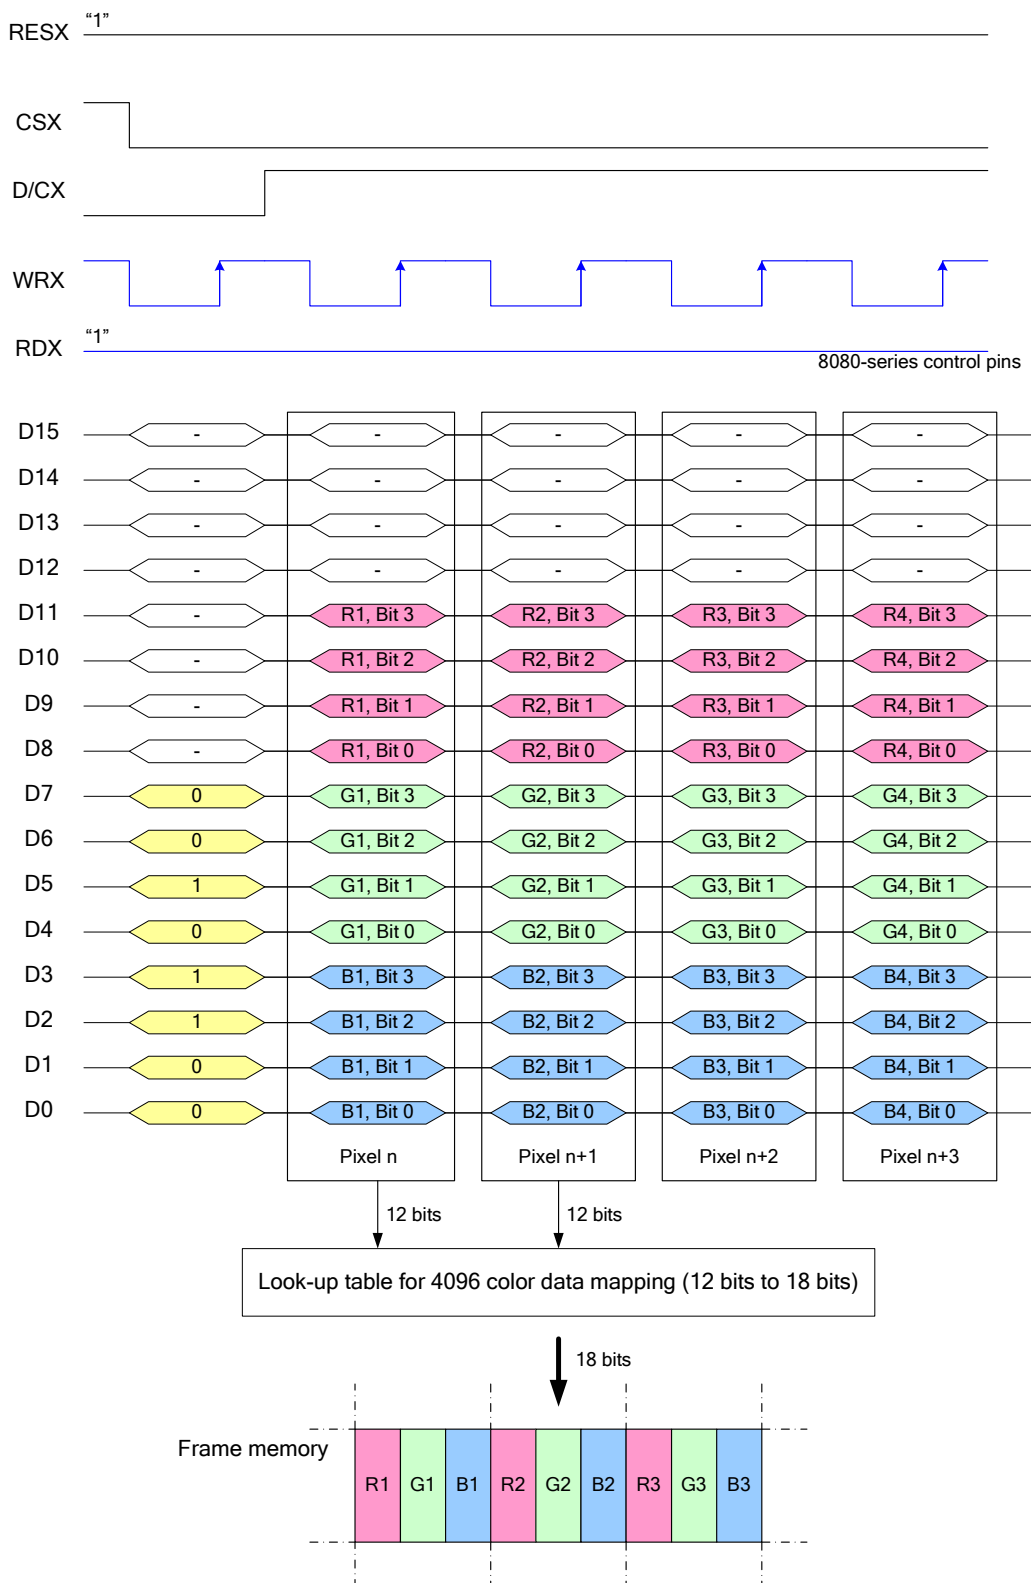 RESX “1”
CSX
D/CX
WRX
RDX “1”
8080-series control pins
D15 - - - - -
D14 - - - - -
D13 - - - - -
D12 - - - - -
D11 - R1, Bit 3 R2, Bit 3 R3, Bit 3 R4, Bit 3
D10 - R1, Bit 2 R2, Bit 2 R3, Bit 2 R4, Bit 2
D9 - R1, Bit 1 R2, Bit 1 R3, Bit 1 R4, Bit 1
D8 - R1, Bit 0 R2, Bit 0 R3, Bit 0 R4, Bit 0
D7 0 G1, Bit 3 G2, Bit 3 G3, Bit 3 G4, Bit 3
D6 0 G1, Bit 2 G2, Bit 2 G3, Bit 2 G4, Bit 2
D5 1 G1, Bit 1 G2, Bit 1 G3, Bit 1 G4, Bit 1
D4 0 G1, Bit 0 G2, Bit 0 G3, Bit 0 G4, Bit 0
D3 1 B1, Bit 3 B2, Bit 3 B3, Bit 3 B4, Bit 3
D2 1 B1, Bit 2 B2, Bit 2 B3, Bit 2 B4, Bit 2
D1 0 B1, Bit 1 B2, Bit 1 B3, Bit 1 B4, Bit 1
D0 0 B1, Bit 0 B2, Bit 0 B3, Bit 0 B4, Bit 0
Pixel n Pixel n+1 Pixel n+2 Pixel n+3
12 bits 12 bits
Look-up table for 4096 color data mapping (12 bits to 18 bits)
18 bits
Frame memory
R1 G1 B1 R2 G2 B2 R3 G3 B3